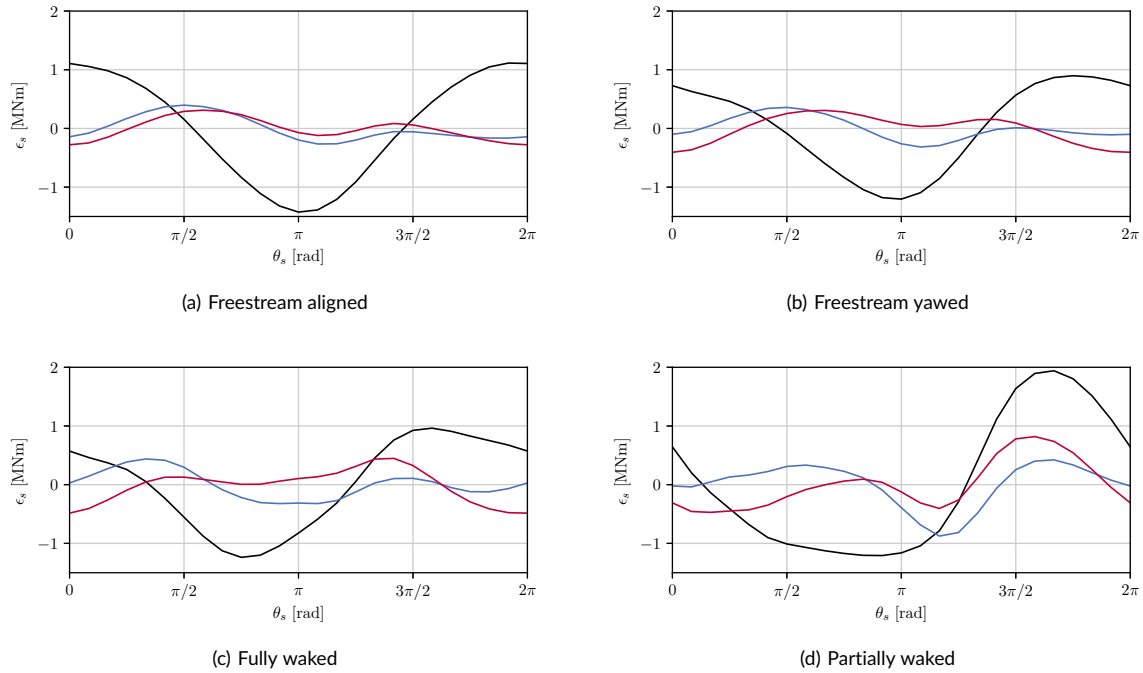 2
1
0
−1
ϵₛ [MNm]
0
π/2
π
3π/2
2π
θₛ [rad]
(a) Freestream aligned
2
1
0
−1
ϵₛ [MNm]
0
π/2
π
3π/2
2π
θₛ [rad]
(b) Freestream yawed
2
1
0
−1
ϵₛ [MNm]
0
π/2
π
3π/2
2π
θₛ [rad]
(c) Fully waked
2
1
0
−1
ϵₛ [MNm]
0
π/2
π
3π/2
2π
θₛ [rad]
(d) Partially waked